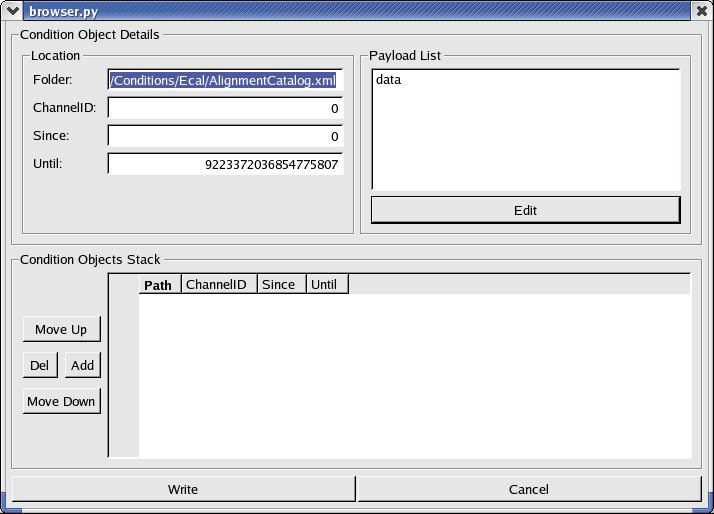 browser.py
Condition Object Details
Location
Folder: /Conditions/Ecal/AlignmentCatalog.xml
ChannelID: 0
Since: 0
Until: 9223372036854775807
Payload List
data
Edit
Condition Objects Stack
Path ChannelID Since Until
Move Up
Del Add
Move Down
Write Cancel